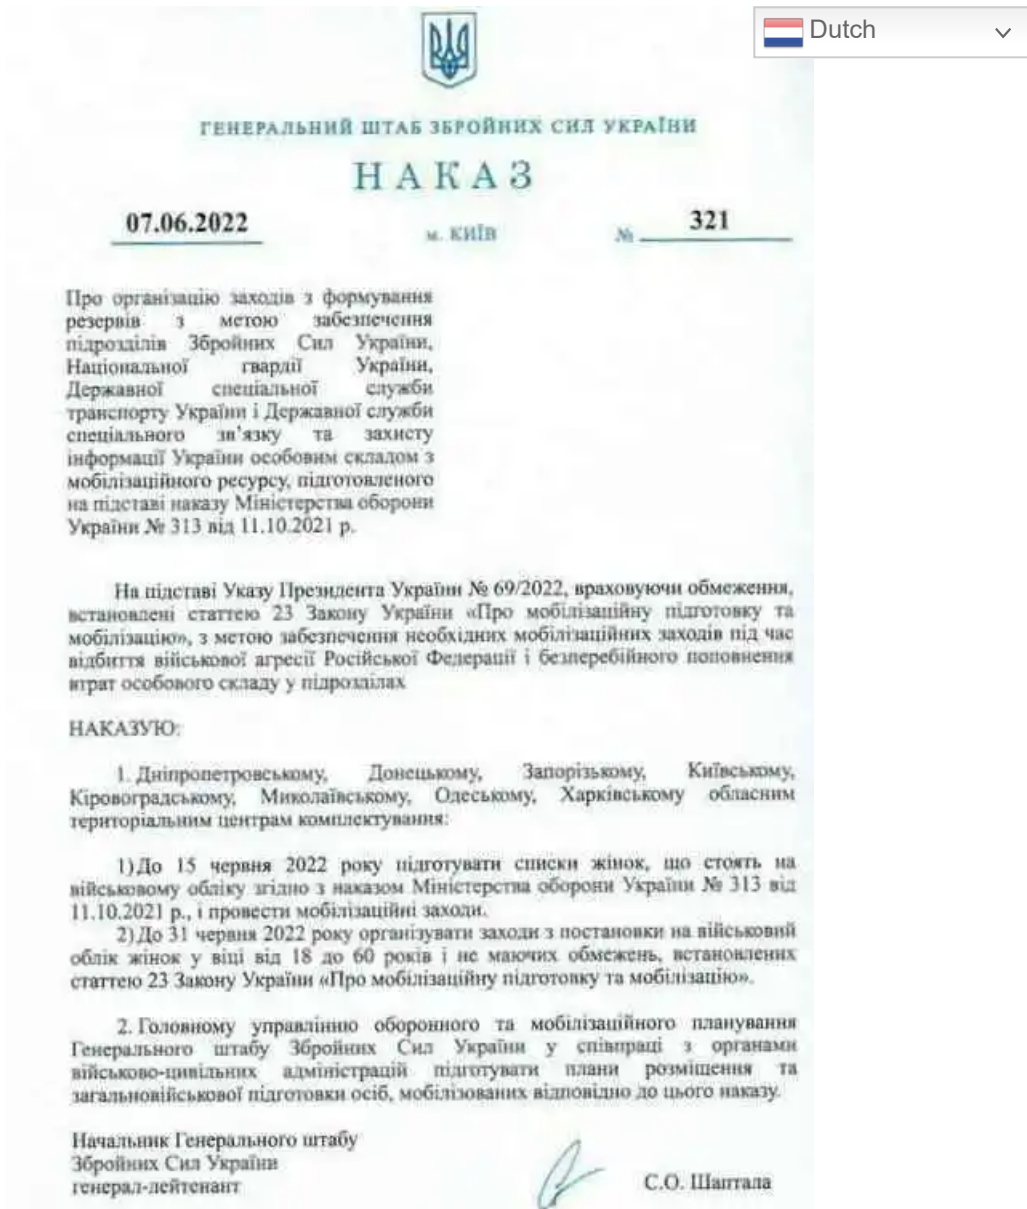 Dutch
ГЕНЕРАЛЬНИЙ ШТАБ ЗБРОЙНИХ СИЛ УКРАЇНИ
НАКАЗ
07.06.2022 м. КИЇВ № 321
Про організацію заходів з формування
резервів з метою забезпечення
підрозділів Збройних Сил України,
Національної гвардії України,
Державної спеціальної служби
транспорту України і Державної служби
спеціального зв’язку та захисту
інформації України особовим складом з
мобілізаційного ресурсу, підготовленого
на підставі наказу Міністерства оборони
України № 313 від 11.10.2021 р.
На підставі Указу Президента України № 69/2022, враховуючи обмеження,
встановлені статтею 23 Закону України «Про мобілізаційну підготовку та
мобілізацію», з метою забезпечення необхідних мобілізаційних заходів під час
відбиття військової агресії Російської Федерації і безперебійного поповнення
втрат особового складу у підрозділах
НАКАЗУЮ:
1. Дніпропетровському, Донецькому, Запорізькому, Київському,
Кіровоградському, Миколаївському, Одеському, Харківському обласним
територіальним центрам комплектування:
1) До 15 червня 2022 року підготувати списки жінок, що стоять на
військовому обліку згідно з наказом Міністерства оборони України № 313 від
11.10.2021 р., і провести мобілізаційні заходи.
2) До 31 червня 2022 року організувати заходи з постановки на військовий
облік жінок у віці від 18 до 60 років і не маючих обмежень, встановлених
статтею 23 Закону України «Про мобілізаційну підготовку та мобілізацію».
2. Головному управлінню оборонного та мобілізаційного планування
Генерального штабу Збройних Сил України у співпраці з органами
військово-цивільних адміністрацій підготувати плани розміщення та
загальновійськової підготовки осіб, мобілізованих відповідно до цього наказу.
Начальник Генерального штабу
Збройних Сил України
генерал-лейтенант С.О. Шаптала